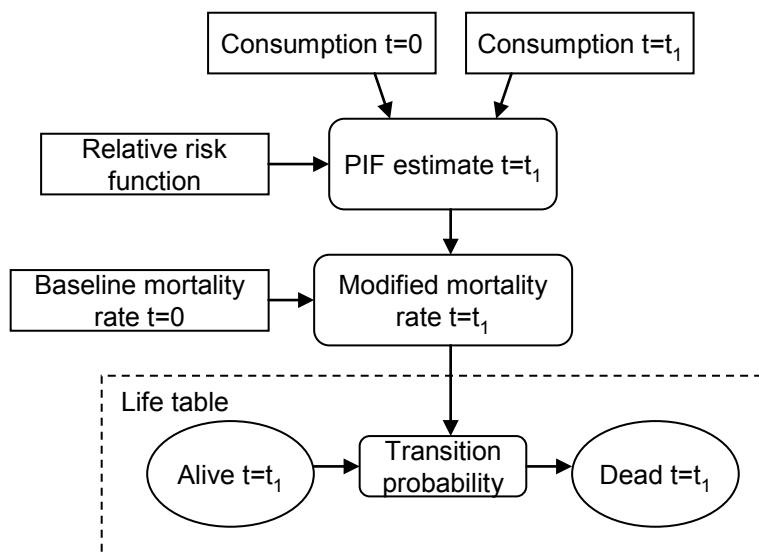 Consumption t=0
Consumption t=t₁
Relative risk
function
PIF estimate t=t₁
Baseline mortality
rate t=0
Modified mortality
rate t=t₁
Life table
Alive t=t₁
Transition
probability
Dead t=t₁